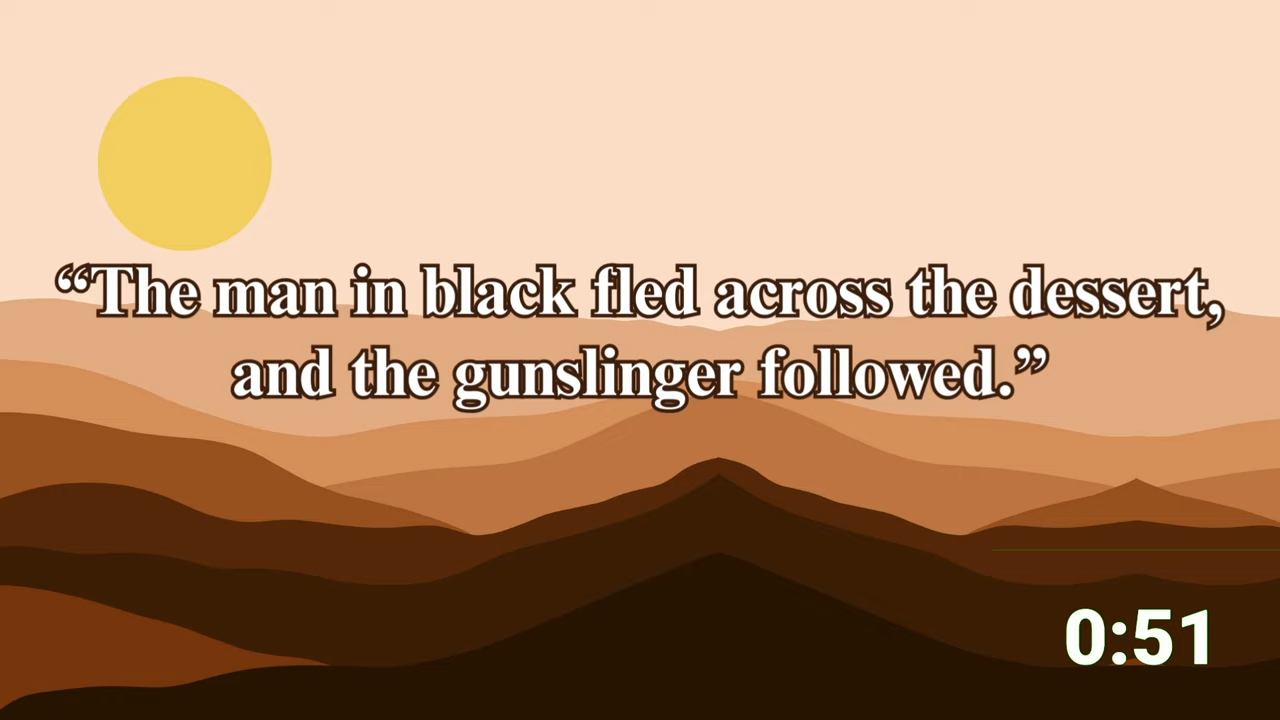 “The man in black fled across the dessert,
and the gunslinger followed.”
0:51